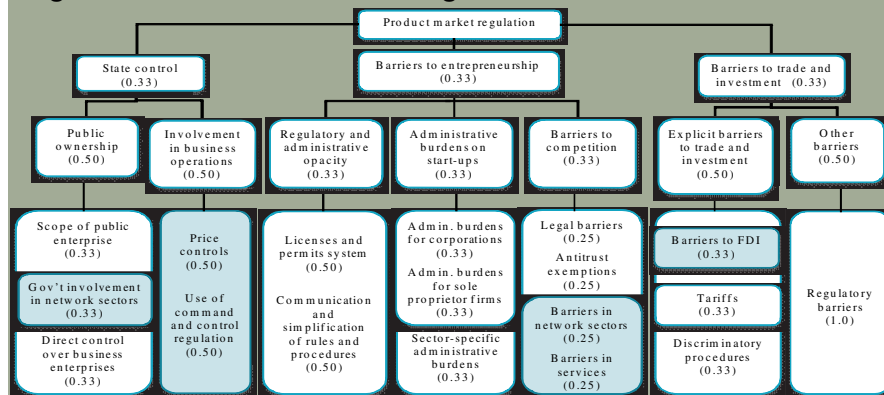 Product market regulation
State control
(0.33)
Barriers to entrepreneurship
(0.33)
Barriers to trade and
investment (0.33)
Public
ownership
(0.50)
Involvement
in business
operations
(0.50)
Regulatory and
administrative
opacity
(0.33)
Administrative
burdens on
start-ups
(0.33)
Barriers to
competition
(0.33)
Explicit barriers
to trade and
investment
(0.50)
Other
barriers
(0.50)
Scope of public
enterprise
(0.33)
Gov't involvement
in network sectors
(0.33)
Direct control
over business
enterprises
(0.33)
Price
controls
(0.50)
Use of
command
and control
regulation
(0.50)
Licenses and
permits system
(0.50)
Communication
and
simplification
of rules and
procedures
(0.50)
Admin. burdens
for corporations
(0.33)
Admin. burdens
for sole
proprietor firms
(0.33)
Sector-specific
administrative
burdens
(0.33)
Legal barriers
(0.25)
Antitrust
exemptions
(0.25)
Barriers in
network sectors
(0.25)
Barriers in
services
(0.25)
Barriers to FDI
(0.33)
Tariffs
(0.33)
Discriminatory
procedures
(0.33)
Regulatory
barriers
(1.0)